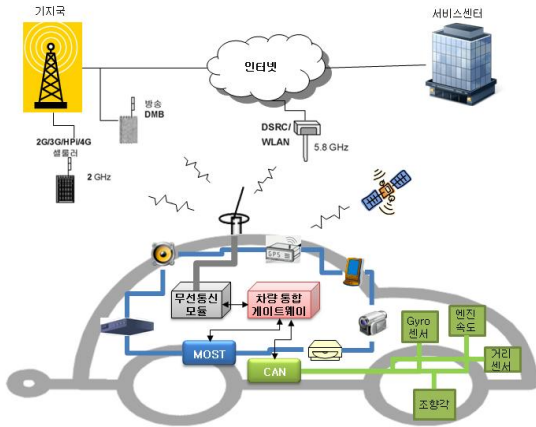 기지국
서비스센터
인터넷
방송
DMB
2G/3G/HPI/4G
셀룰러
2 GHz
DSRC/
WLAN
5.8 GHz
GPS
무선통신
모듈
차량 통합
게이트웨이
MOST
CAN
Gyro
센서
엔진
속도
거리
센서
조향각